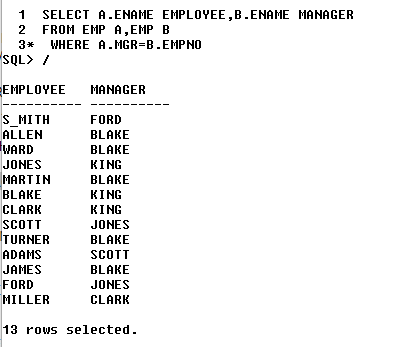 1 SELECT A.ENAME EMPLOYEE,B.ENAME MANAGER
2 FROM EMP A,EMP B
3* WHERE A.MGR=B.EMPNO
SQL> /
EMPLOYEE MANAGER
---------- ----------
S_MITH FORD
ALLEN BLAKE
WARD BLAKE
JONES KING
MARTIN BLAKE
BLAKE KING
CLARK KING
SCOTT JONES
TURNER BLAKE
ADAMS SCOTT
JAMES BLAKE
FORD JONES
MILLER CLARK
13 rows selected.